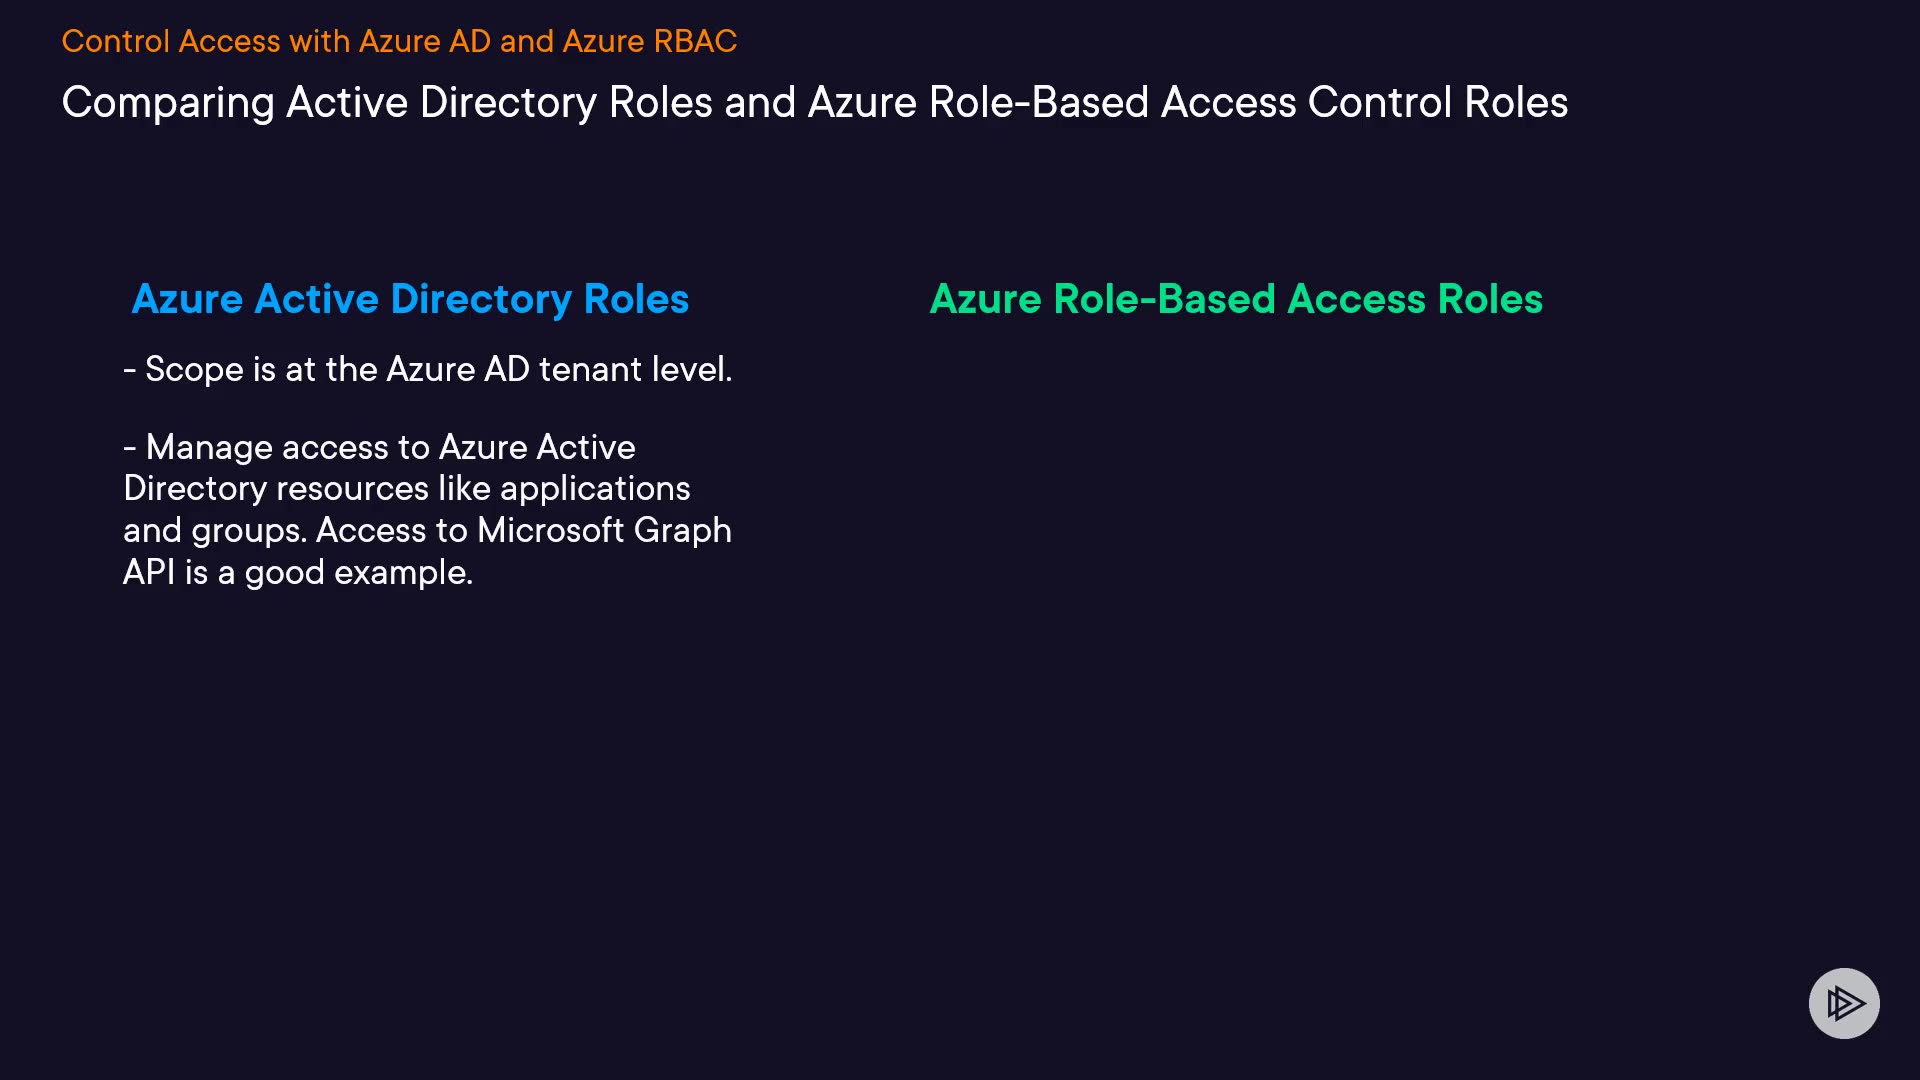 Control Access with Azure AD and Azure RBAC
Comparing Active Directory Roles and Azure Role-Based Access Control Roles
Azure Active Directory Roles
- Scope is at the Azure AD tenant level.
- Manage access to Azure Active
Directory resources like applications
and groups. Access to Microsoft Graph
API is a good example.
Azure Role-Based Access Roles